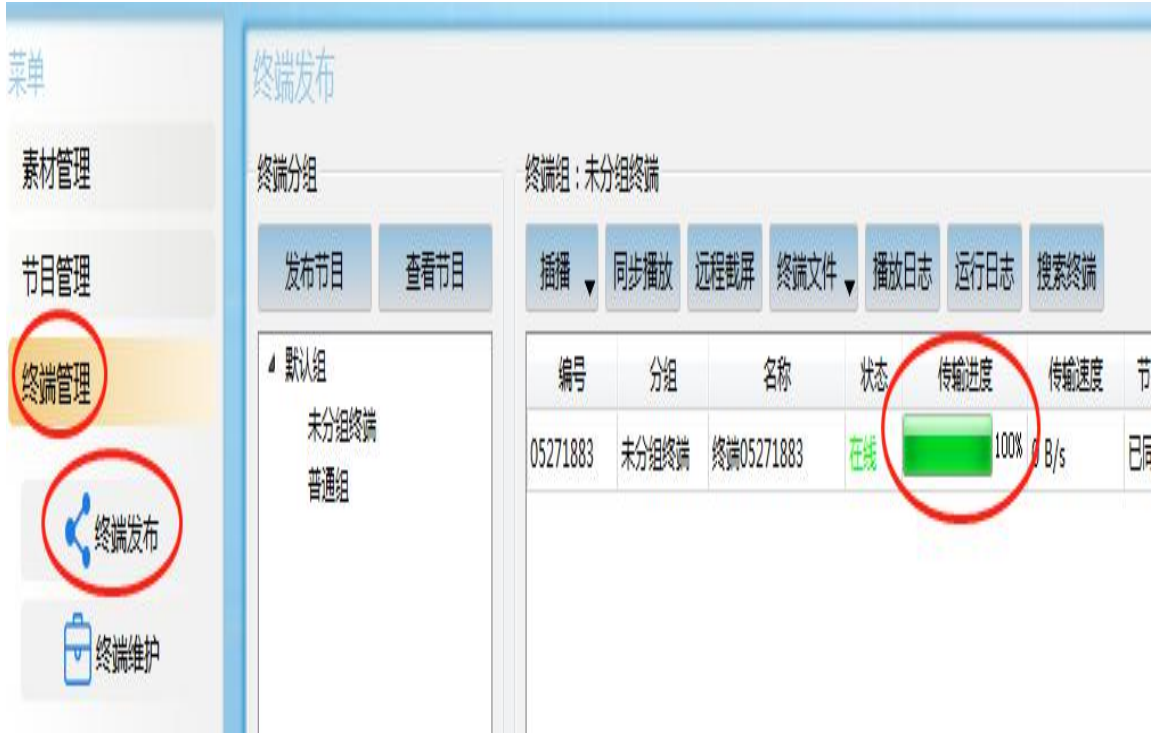 菜单
素材管理
节目管理
终端管理
终端发布
终端维护
终端发布
终端分组
发布节目 查看节目
默认组
未分组终端
普通组
终端组：未分组终端
插播 同步播放 远程截屏 终端文件 播放日志 运行日志 搜索终端
编号 分组 名称 状态 传输进度 传输速度 节
05271883 未分组终端 终端05271883 在线 100% 0 B/s 已同